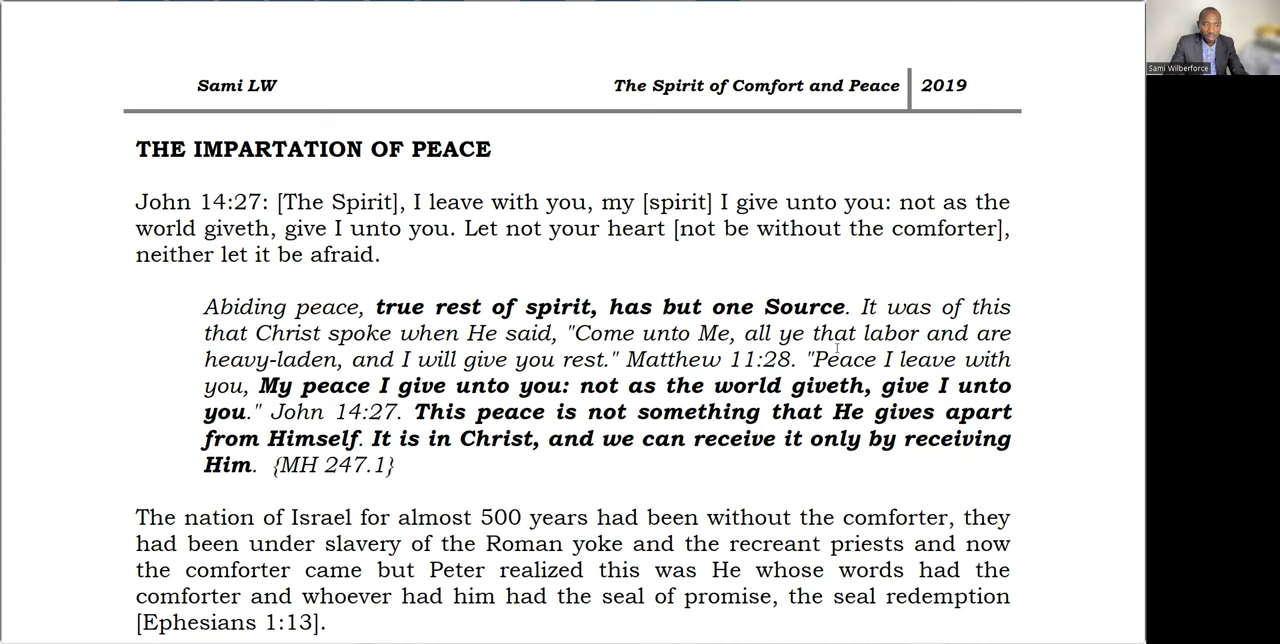 Sami LW The Spirit of Comfort and Peace 2019
Sami Wilberforce
THE IMPARTATION OF PEACE
John 14:27: [The Spirit], I leave with you, my [spirit] I give unto you: not as the
world giveth, give I unto you. Let not your heart [not be without the comforter],
neither let it be afraid.
Abiding peace, true rest of spirit, has but one Source. It was of this
that Christ spoke when He said, "Come unto Me, all ye that labor and are
heavy-laden, and I will give you rest." Matthew 11:28. "Peace I leave with
you, My peace I give unto you: not as the world giveth, give I unto
you." John 14:27. This peace is not something that He gives apart
from Himself. It is in Christ, and we can receive it only by receiving
Him. {MH 247.1}
The nation of Israel for almost 500 years had been without the comforter, they
had been under slavery of the Roman yoke and the recreant priests and now
the comforter came but Peter realized this was He whose words had the
comforter and whoever had him had the seal of promise, the seal redemption
[Ephesians 1:13].